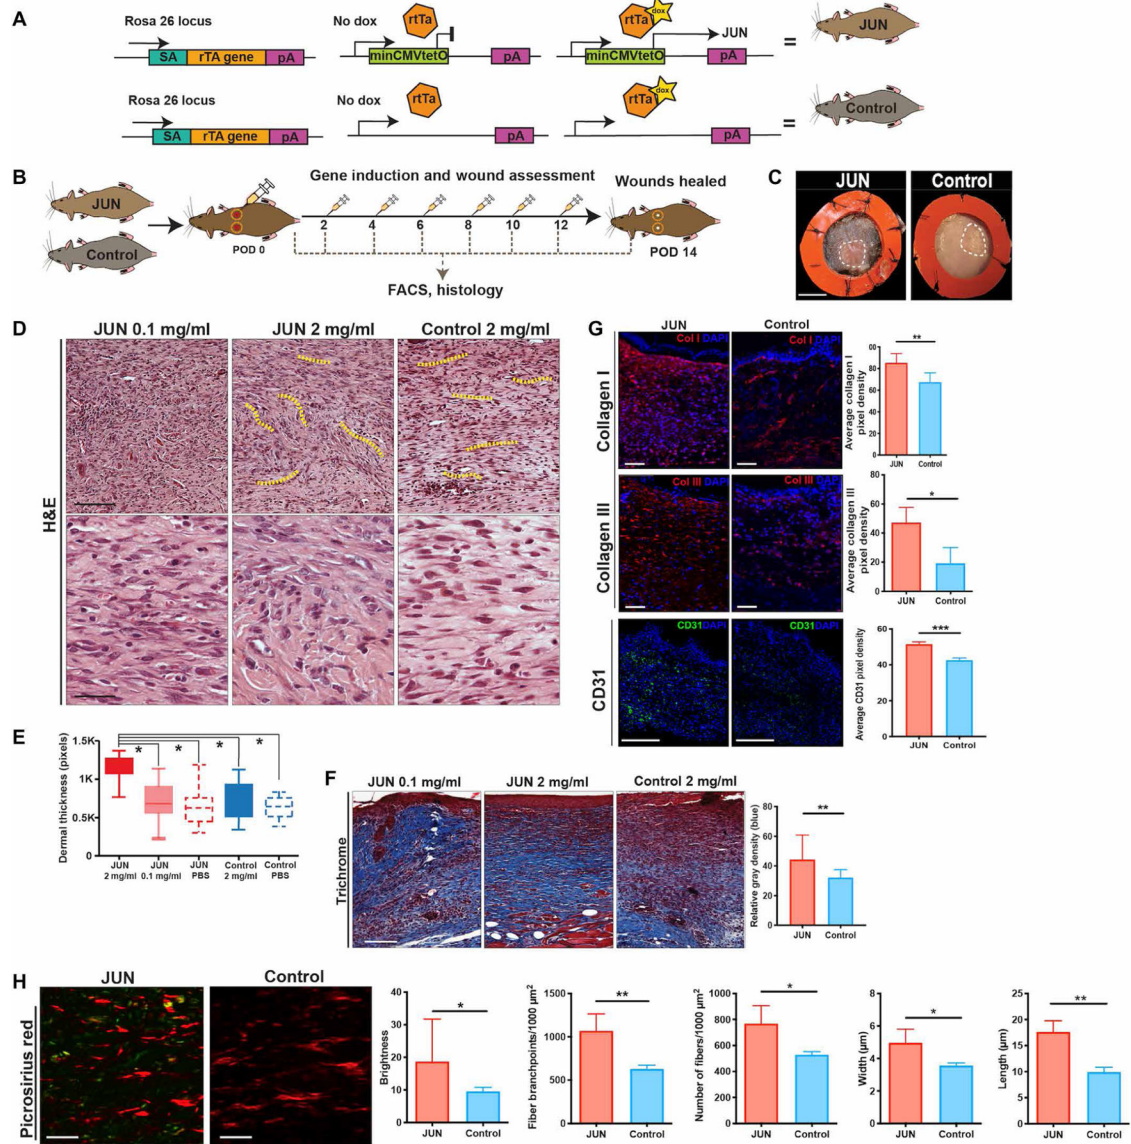 A
Rosa 26 locus
SA rTA gene pA
No dox
rtTa
minCMVtetO pA
rtTa dox
JUN
minCMVtetO pA
=
JUN
Rosa 26 locus
SA rTA gene pA
No dox
rtTa
pA
rtTa dox
pA
=
Control
B
JUN
Control
POD 0
Gene induction and wound assessment
2 4 6 8 10 12
FACS, histology
Wounds healed
POD 14
C
JUN Control
D
JUN 0.1 mg/ml JUN 2 mg/ml Control 2 mg/ml
H&E
E
Dermal thickness (pixels)
1.5K
1K
0.5K
0
* * * *
JUN 2 mg/ml
JUN 0.1 mg/ml
JUN PBS
Control 2 mg/ml
Control PBS
F
JUN 0.1 mg/ml JUN 2 mg/ml Control 2 mg/ml
Trichrome
Relative gray density (blue)
80
60
40
20
0
**
JUN Control
G
JUN Control
Collagen I
Col I DAPI Col I DAPI
Average collagen I pixel density
00
80
60
40
20
0
**
JUN Control
Collagen III
Col III DAPI Col III DAPI
Average collagen III pixel density
80
60
40
20
0
*
JUN Control
CD31
CD31DAPI CD31DAPI
Average CD31 pixel density
60
40
20
0
***
JUN Control
H
JUN Control
Picrosirius red
Brightness
40
30
20
10
0
*
JUN Control
Fiber branchpoints/1000 µm²
1500
1000
500
0
**
JUN Control
Number of fibers/1000 µm²
1000
800
600
400
200
0
*
JUN Control
Width (µm)
8
6
4
2
0
*
JUN Control
Length (µm)
25
20
15
10
5
0
**
JUN Control